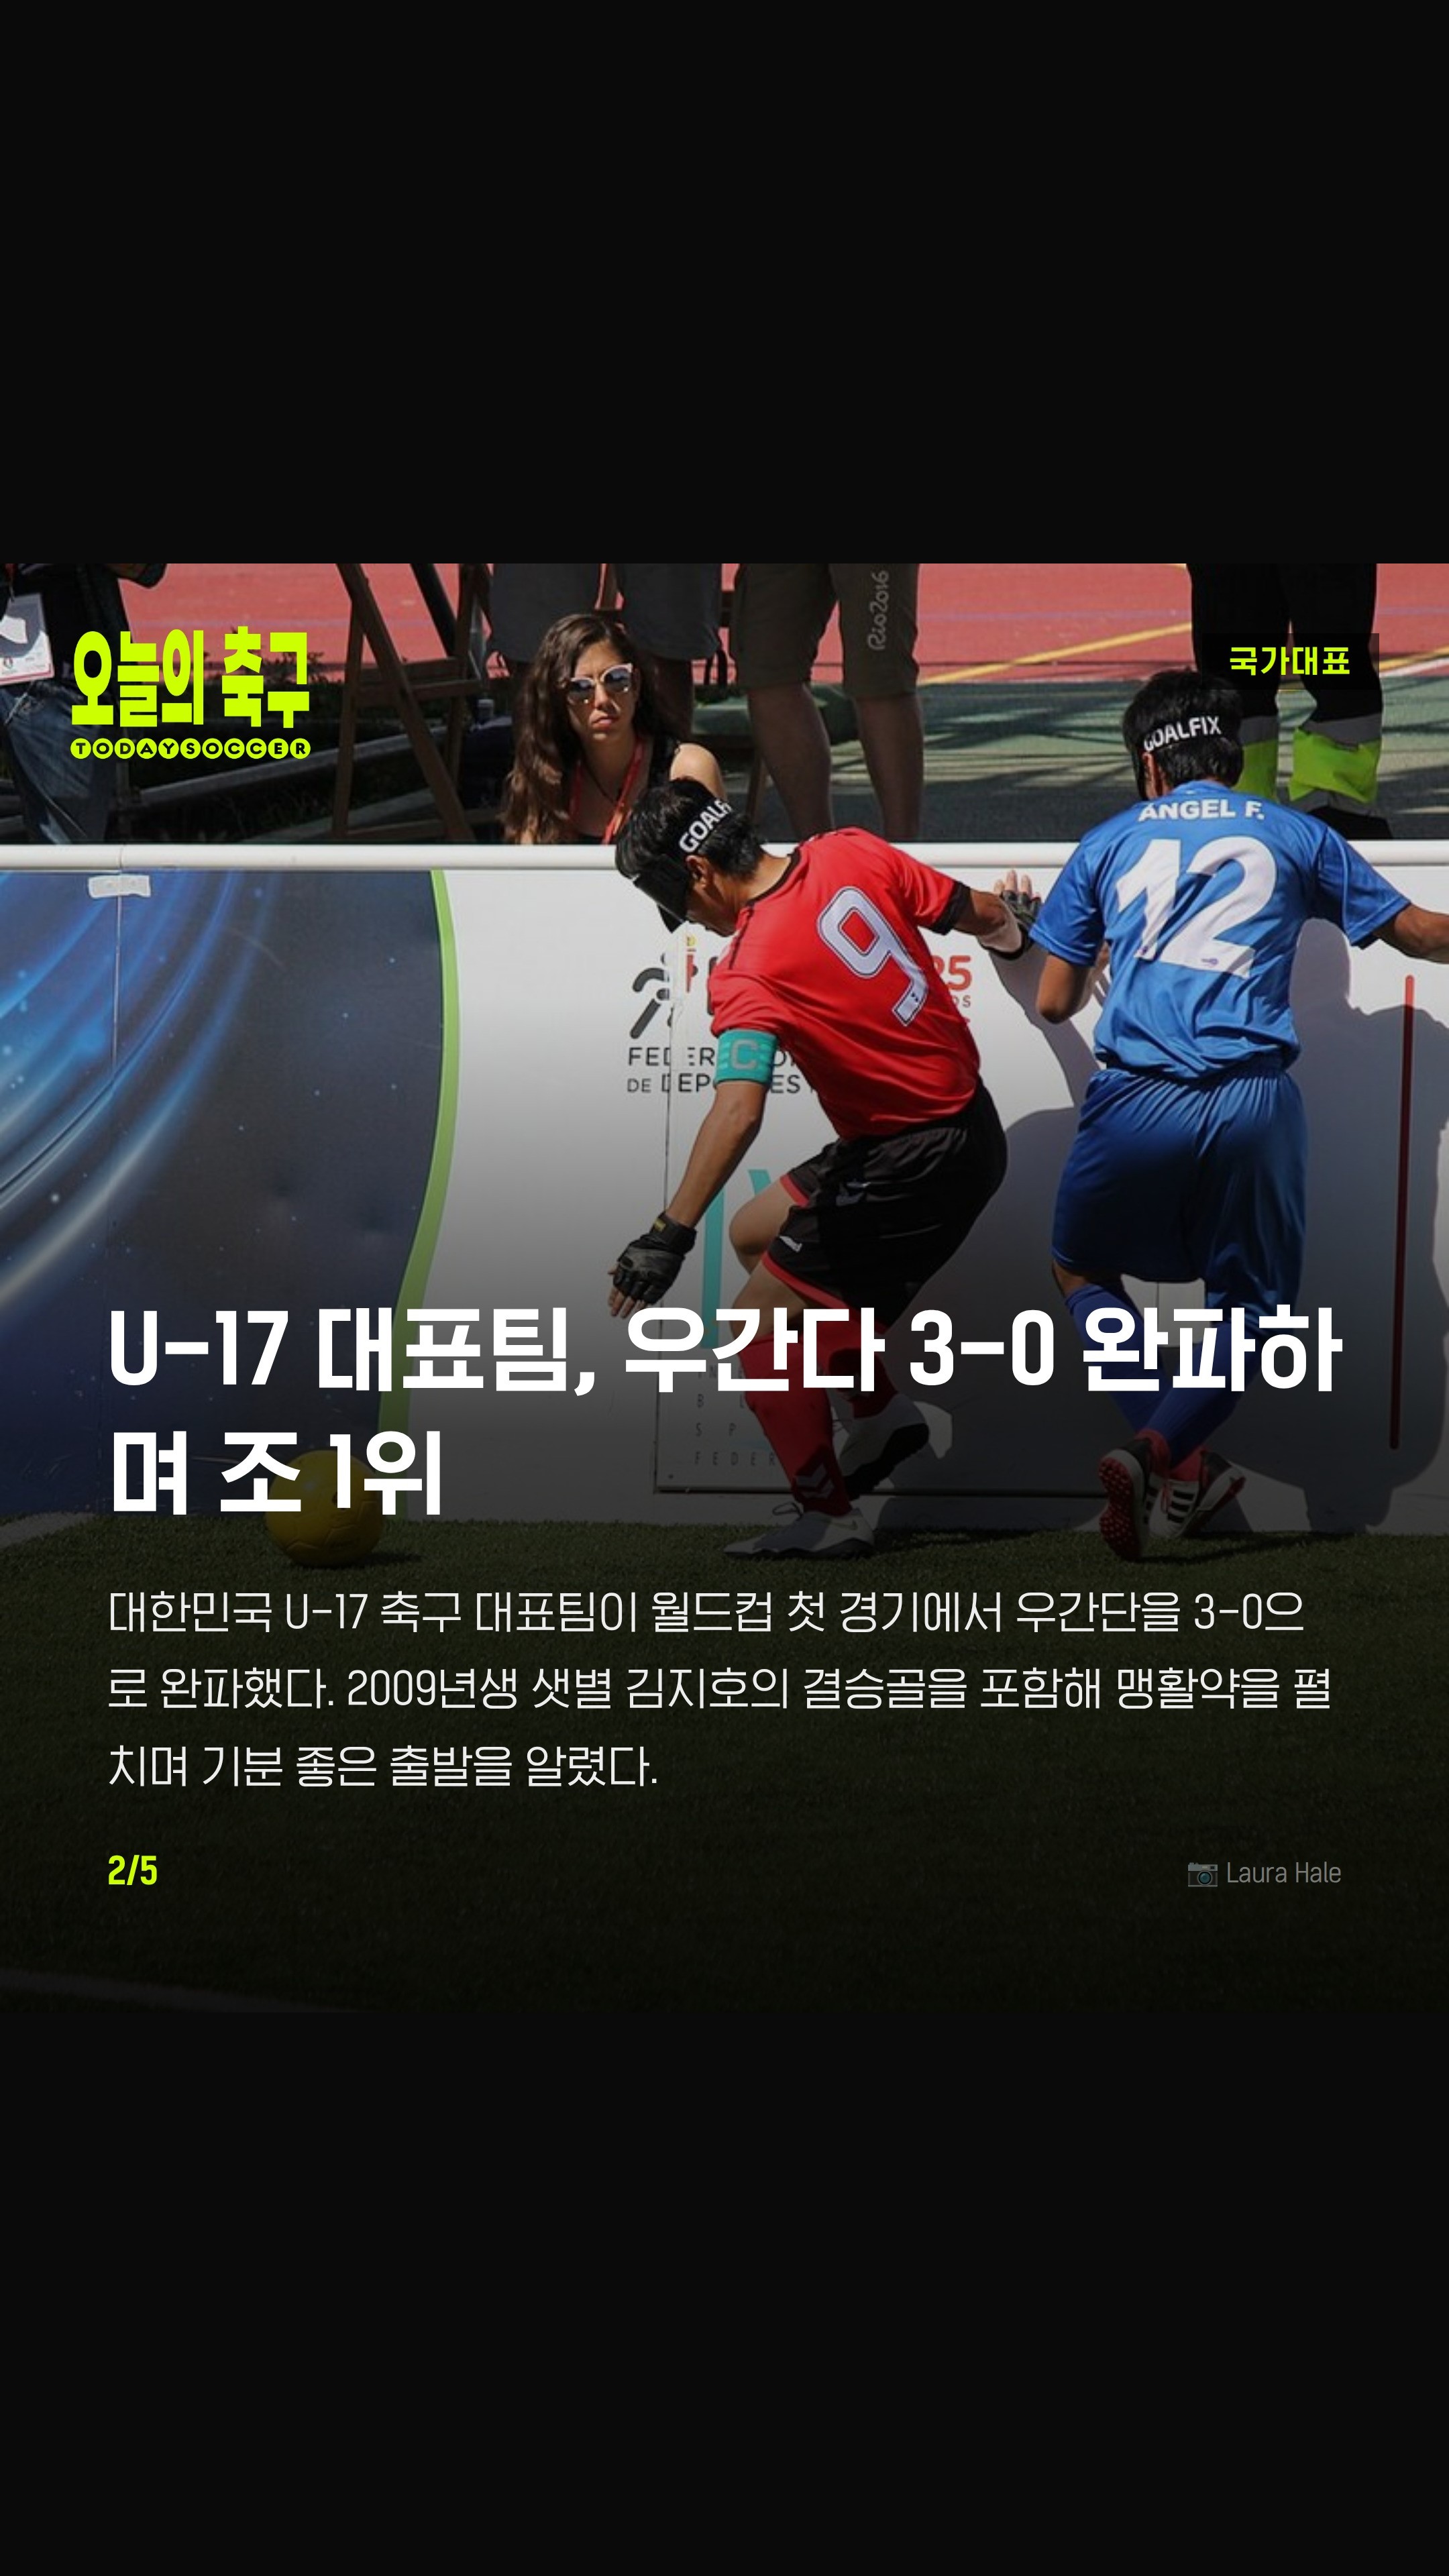 Rio2016
오늘의 축구
TODAYSOCCER
국가대표
GOALFIX
ANGEL F.
12
GOALFI
9
25
C
DE
U-17 대표팀, 우간다 3-0 완파하
며 조 1위
대한민국 U-17 축구 대표팀이 월드컵 첫 경기에서 우간단을 3-0으
로 완파했다. 2009년생 샛별 김지호의 결승골을 포함해 맹활약을 펼
치며 기분 좋은 출발을 알렸다.
2/5
Laura Hale